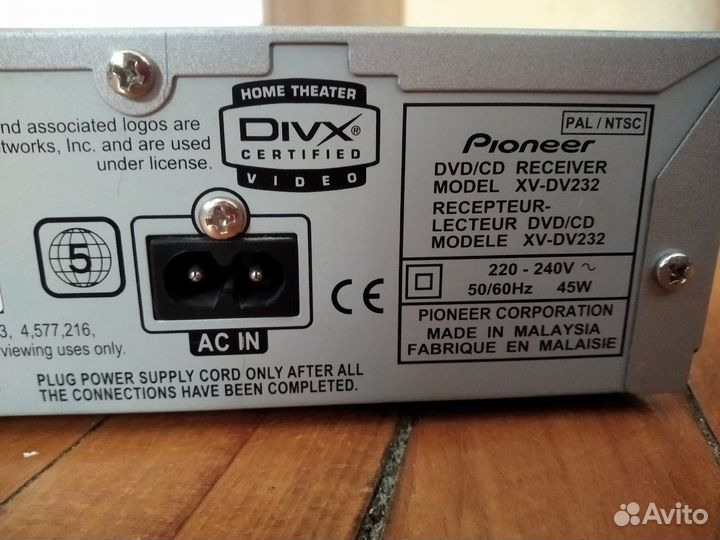 nd associated logos are
etworks, Inc. and are used
under license.
HOME THEATER
DIVX®
CERTIFIED
VIDEO
PAL / NTSC
Pioneer
DVD/CD RECEIVER
MODEL XV-DV232
RECEPTEUR-
LECTEUR DVD/CD
MODELE XV-DV232
220 - 240V ~
50/60Hz 45W
PIONEER CORPORATION
MADE IN MALAYSIA
FABRIQUE EN MALAISIE
5
CE
AC IN
3, 4,577,216,
viewing uses only.
PLUG POWER SUPPLY CORD ONLY AFTER ALL
THE CONNECTIONS HAVE BEEN COMPLETED.
Avito